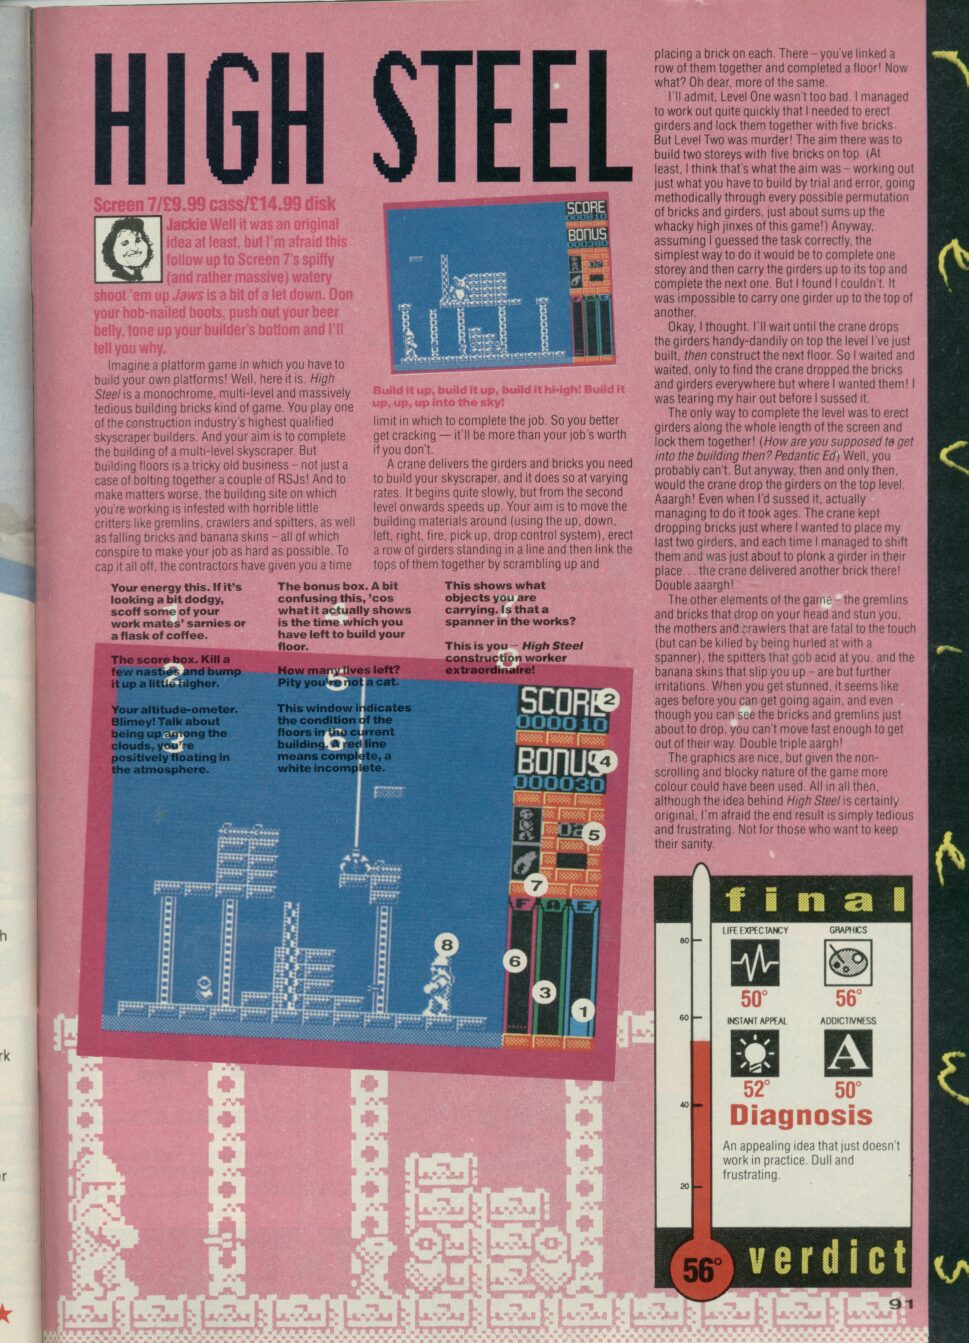 HIGH STEEL
Screen 7/£9.99 cass/£14.99 disk
Jackie Well it was an original
idea at least, but I'm afraid this
follow up to Screen 7's spiffy
(and rather massive) watery
shoot 'em up Jaws is a bit of a let down. Don
your hob-nailed boots, push out your beer
belly, tone up your builder's bottom and I'll
tell you why.
Imagine a platform game in which you have to
build your own platforms! Well, here it is. High
Steel is a monochrome, multi-level and massively
tedious building bricks kind of game. You play one
of the construction industry's highest qualified
skyscraper builders. And your aim is to complete
the building of a multi-level skyscraper. But
building floors is a tricky old business – not just a
case of bolting together a couple of RSJs! And to
make matters worse, the building site on which
you're working is infested with horrible little
critters like gremlins, crawlers and spitters, as well
as falling bricks and banana skins – all of which
conspire to make your job as hard as possible. To
cap it all off, the contractors have given you a time
SCORE
000810
BONUS
000380
Build it up, build it up, build it hi-igh! Build it
up, up, up into the sky!
limit in which to complete the job. So you better
get cracking — it'll be more than your job's worth
if you don't.
A crane delivers the girders and bricks you need
to build your skyscraper, and it does so at varying
rates. It begins quite slowly, but from the second
level onwards speeds up. Your aim is to move the
building materials around (using the up, down,
left, right, fire, pick up, drop control system), erect
a row of girders standing in a line and then link the
tops of them together by scrambling up and
placing a brick on each. There – you've linked a
row of them together and completed a floor! Now
what? Oh dear, more of the same.
I'll admit, Level One wasn't too bad. I managed
to work out quite quickly that I needed to erect
girders and lock them together with five bricks.
But Level Two was murder! The aim there was to
build two storeys with five bricks on top. (At
least, I think that's what the aim was – working out
just what you have to build by trial and error, going
methodically through every possible permutation
of bricks and girders, just about sums up the
whacky high jinxes of this game!) Anyway,
assuming I guessed the task correctly, the
simplest way to do it would be to complete one
storey and then carry the girders up to its top and
complete the next one. But I found I couldn't. It
was impossible to carry one girder up to the top of
another.
Okay, I thought. I'll wait until the crane drops
the girders handy-dandily on top the level I've just
built, then construct the next floor. So I waited and
waited, only to find the crane dropped the bricks
and girders everywhere but where I wanted them! I
was tearing my hair out before I sussed it.
The only way to complete the level was to erect
girders along the whole length of the screen and
lock them together! (How are you supposed to get
into the building then? Pedantic Ed) Well, you
probably can't. But anyway, then and only then,
would the crane drop the girders on the top level.
Aaargh! Even when I'd sussed it, actually
managing to do it took ages. The crane kept
dropping bricks just where I wanted to place my
last two girders, and each time I managed to shift
them and was just about to plonk a girder in their
place. . . the crane delivered another brick there!
Double aaargh!
The other elements of the game – the gremlins
and bricks that drop on your head and stun you,
the mothers and crawlers that are fatal to the touch
(but can be killed by being hurled at with a
spanner), the spitters that gob acid at you, and the
banana skins that slip you up – are but further
irritations. When you get stunned, it seems like
ages before you can get going again, and even
though you can see the bricks and gremlins just
about to drop, you can't move fast enough to get
out of their way. Double triple aargh!
The graphics are nice, but given the non-
scrolling and blocky nature of the game more
colour could have been used. All in all then,
although the idea behind High Steel is certainly
original, I'm afraid the end result is simply tedious
and frustrating. Not for those who want to keep
their sanity.
Your energy this. If it's
looking a bit dodgy,
scoff some of your
work mates' sarnies or
a flask of coffee.
The score box. Kill a
few nasties and bump
it up a little higher.
Your altitude-ometer.
Blimey! Talk about
being up among the
clouds, you're
positively floating in
the atmosphere.
The bonus box. A bit
confusing this, 'cos
what it actually shows
is the time which you
have left to build your
floor.
How many lives left?
Pity you're not a cat.
This window indicates
the condition of the
floors in the current
building. A red line
means complete, a
white incomplete.
This shows what
objects you are
carrying. Is that a
spanner in the works?
This is you – High Steel
construction worker
extraordinaire!
SCORE 2
000010
BONUS 4
000030
02 5
7
F A E
8
6
3
1
final
LIFE EXPECTANCY
50°
GRAPHICS
56°
INSTANT APPEAL
52°
ADDICTIVNESS
A
50°
80
60
40
20
Diagnosis
An appealing idea that just doesn't
work in practice. Dull and
frustrating.
56°
verdict
91